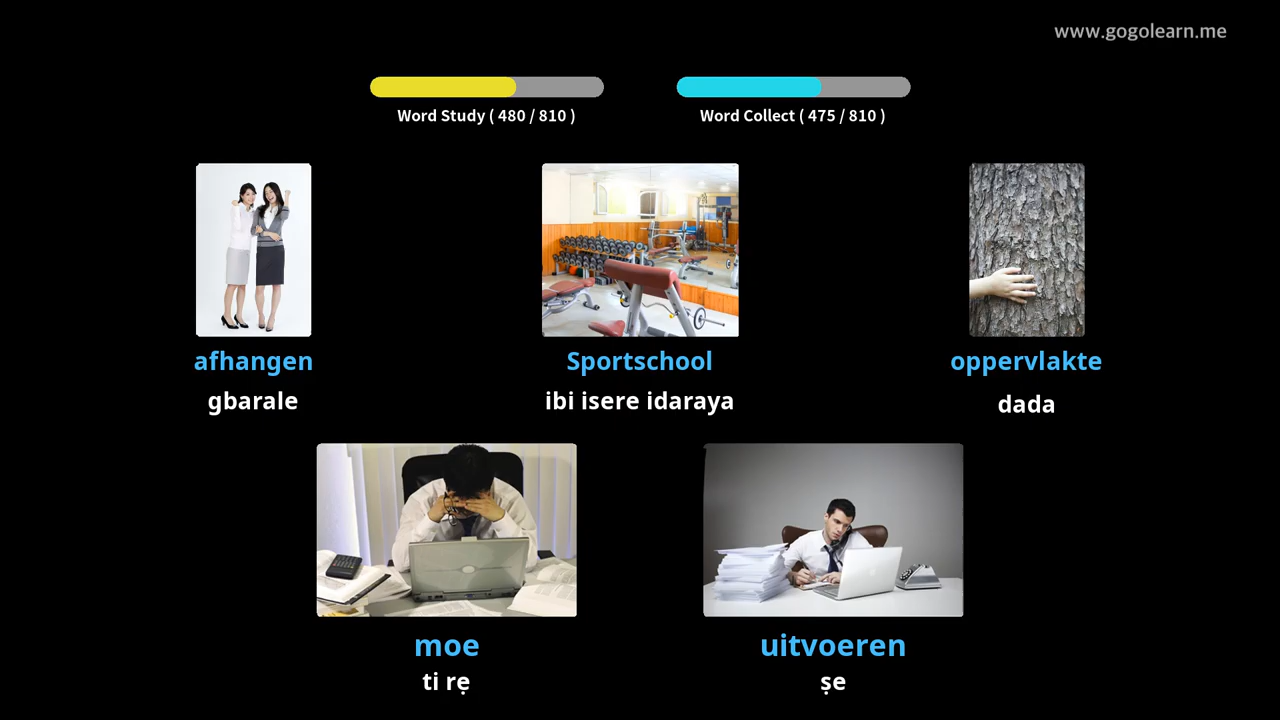 www.gogolearn.me
Word Study ( 480 / 810 )
Word Collect ( 475 / 810 )
afhangen
gbarale
Sportschool
ibi isere idaraya
oppervlakte
dada
moe
ti rẹ
uitvoeren
ṣe